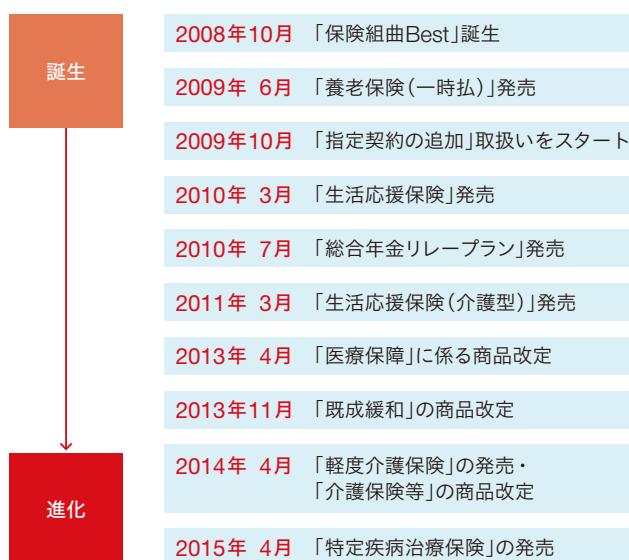 誕生
2008年10月 「保険組曲Best」誕生
2009年 6月 「養老保険(一時払)」発売
2009年10月 「指定契約の追加」取扱いをスタート
2010年 3月 「生活応援保険」発売
2010年 7月 「総合年金リレープラン」発売
2011年 3月 「生活応援保険(介護型)」発売
2013年 4月 「医療保障」に係る商品改定
2013年11月 「既成緩和」の商品改定
進化
2014年 4月 「軽度介護保険」の発売・
「介護保険等」の商品改定
2015年 4月 「特定疾病治療保険」の発売